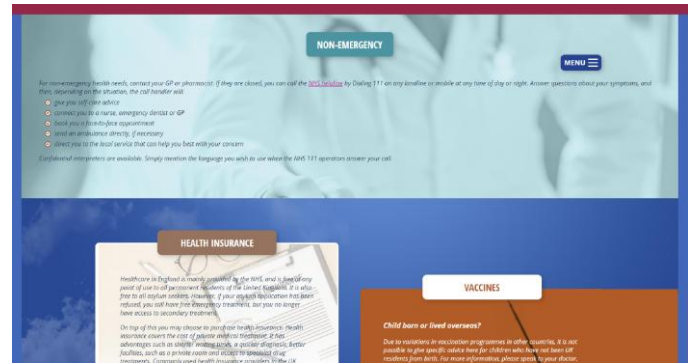 NON-EMERGENCY
MENU
For non-emergency health needs, contact your GP or pharmacist. If they are closed, you can call the NHS helpline by Dialing 111 on any landline or mobile at any time of day or night. Answer questions about your symptoms, and
then, depending on the situation, the call handler will:
give you self care advice
connect you to a nurse, emergency dentist or GP
book you a face-to-face appointment
send an ambulance directly, if necessary
direct you to the local service that can help you best with your concern
Confidential interpreters are available. Simply mention the language you wish to use when the NHS 111 operators answer your call.
HEALTH INSURANCE
Healthcare in England is mainly provided by the NHS, and is free at any
point of use to all permanent residents of the United Kingdom. It is also
free to all asylum seekers. However, if your asylum application has been
refused, you still have free emergency treatment, but you no longer
have access to secondary treatment.
On top of this you may choose to purchase health insurance. Health
insurance covers the cost of private medical treatment. It has
advantages such as shorter waiting times, a quicker diagnosis, better
facilities, such as a private room and access to specialist drug
treatments. Commonly used health insurance providers in the UK
VACCINES
Child born or lived overseas?
Due to variations in vaccination programmes in other countries, it is not
possible to give specific advice here for children who have not been UK
residents from birth. For more information, please speak to your doctor,